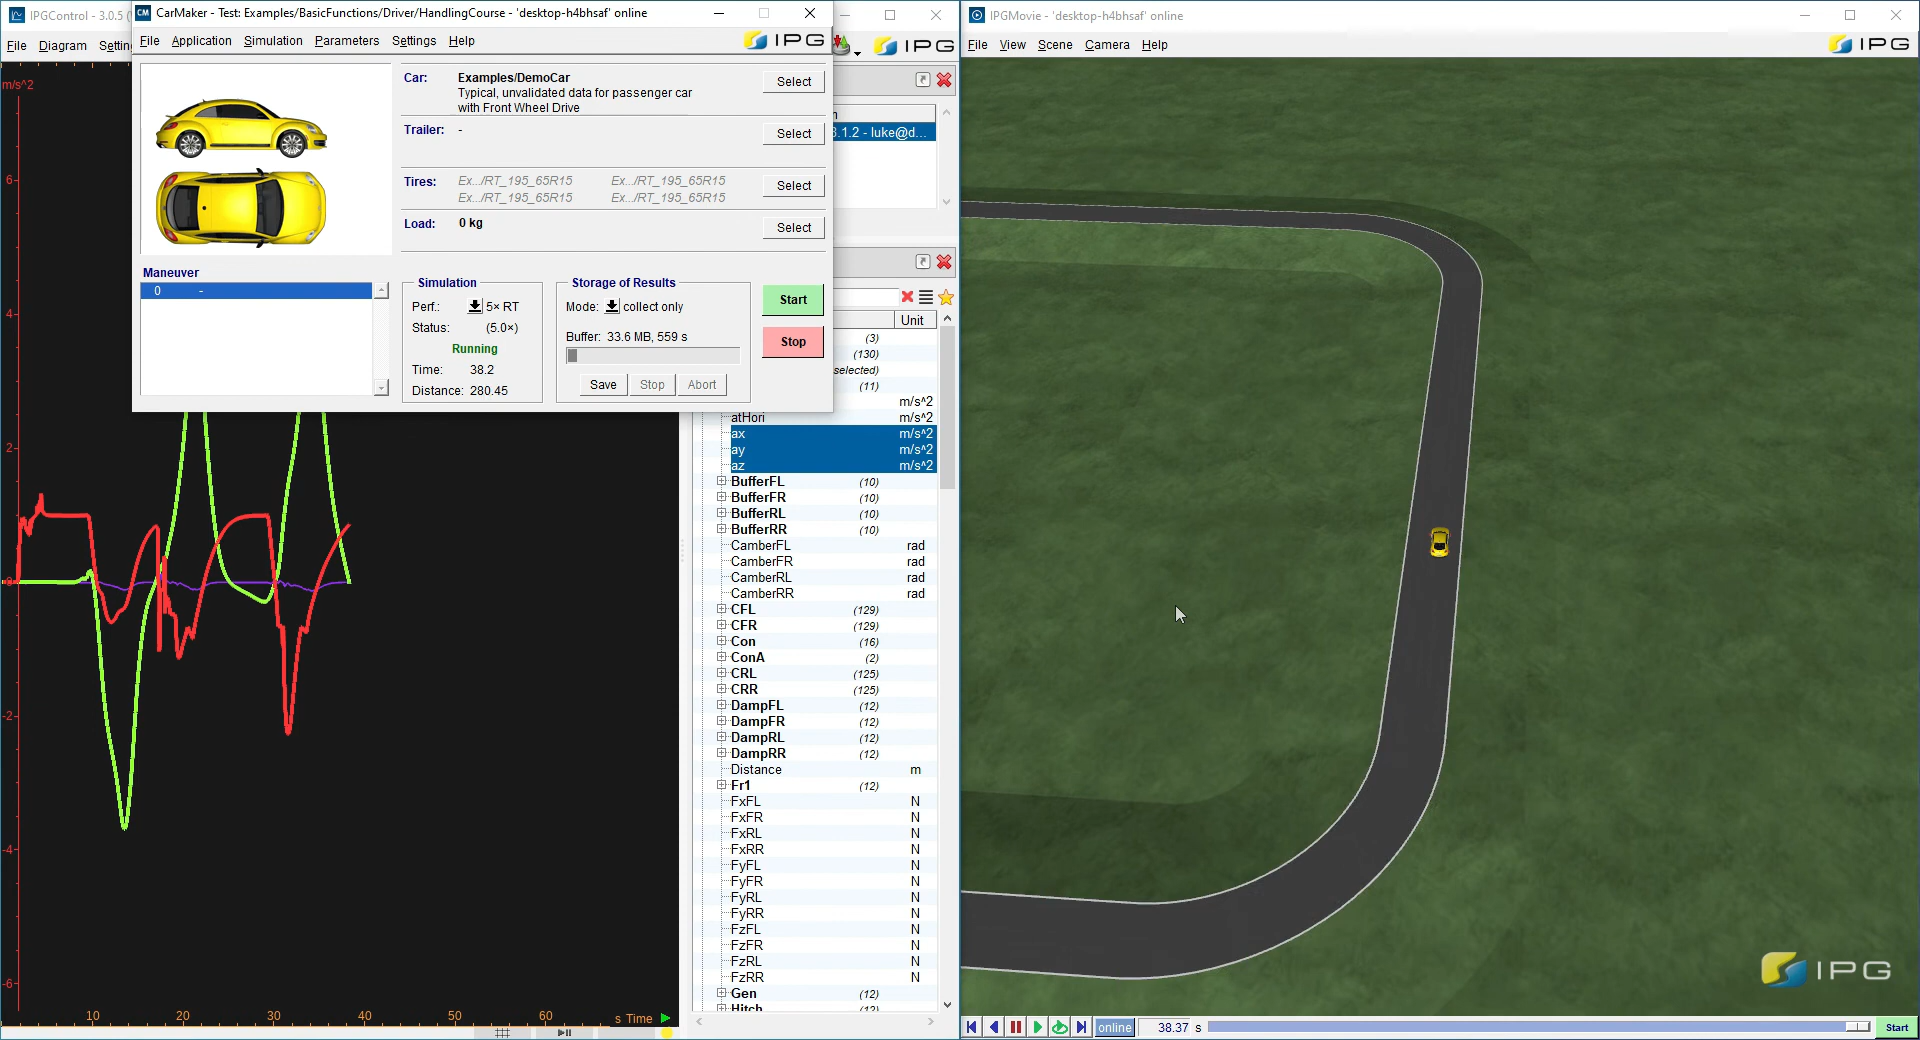 IPGControl - 3.0.5 (
File Diagram
m/s^2
6
4
2
0
-2
-4
-6
10 20 30 40 50 60 s Time
CM CarMaker - Test: Examples/BasicFunctions/Driver/HandlingCourse - 'desktop-h4bhsaf' online
File Application Simulation Parameters Settings Help
IPG
Car: Examples/DemoCar Select
Typical, unvalidated data for passenger car
with Front Wheel Drive
Trailer: - Select
Tires: Ex.../RT_195_65R15 Ex.../RT_195_65R15 Select
Ex.../RT_195_65R15 Ex.../RT_195_65R15
Load: 0 kg Select
Maneuver
0 -
Simulation
Perf.: 5× RT
Status: (5.0×)
Running
Time: 38.2
Distance: 280.45
Storage of Results
Mode: collect only
Buffer: 33.6 MB, 559 s
Save Stop Abort
Start
Stop
IPG
3.1.2 - luke@d...
Unit
(3)
(130)
selected)
(11)
m/s^2
atHori m/s^2
ax m/s^2
ay m/s^2
az m/s^2
BufferFL (10)
BufferFR (10)
BufferRL (10)
BufferRR (10)
CamberFL rad
CamberFR rad
CamberRL rad
CamberRR rad
CFL (129)
CFR (129)
Con (16)
ConA (2)
CRL (125)
CRR (125)
DampFL (12)
DampFR (12)
DampRL (12)
DampRR (12)
Distance m
Fr1 (12)
FxFL N
FxFR N
FxRL N
FxRR N
FyFL N
FyFR N
FyRL N
FyRR N
FzFL N
FzFR N
FzRL N
FzRR N
Gen (12)
Hitch (12)
IPGMovie - 'desktop-h4bhsaf' online
File View Scene Camera Help
IPG
IPG
online 38.37 s Start